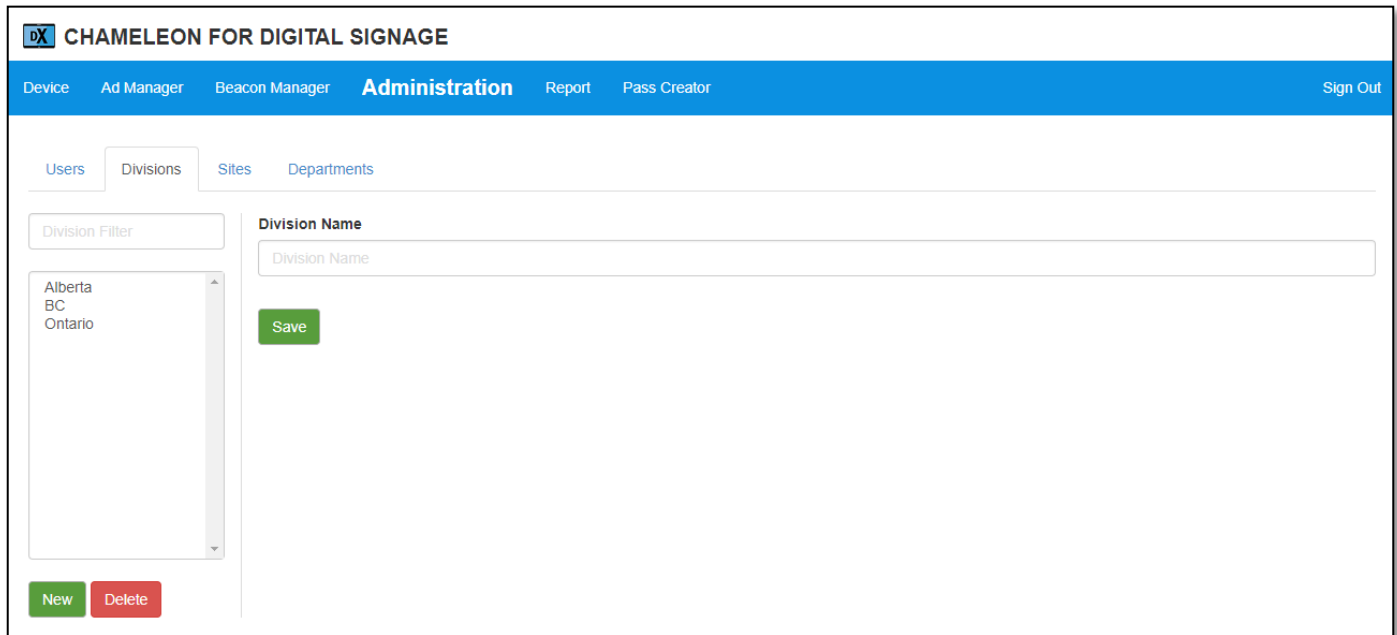 DX CHAMELEON FOR DIGITAL SIGNAGE
Device Ad Manager Beacon Manager Administration Report Pass Creator Sign Out
Users Divisions Sites Departments
Division Filter
Alberta
BC
Ontario
New Delete
Division Name
Division Name
Save